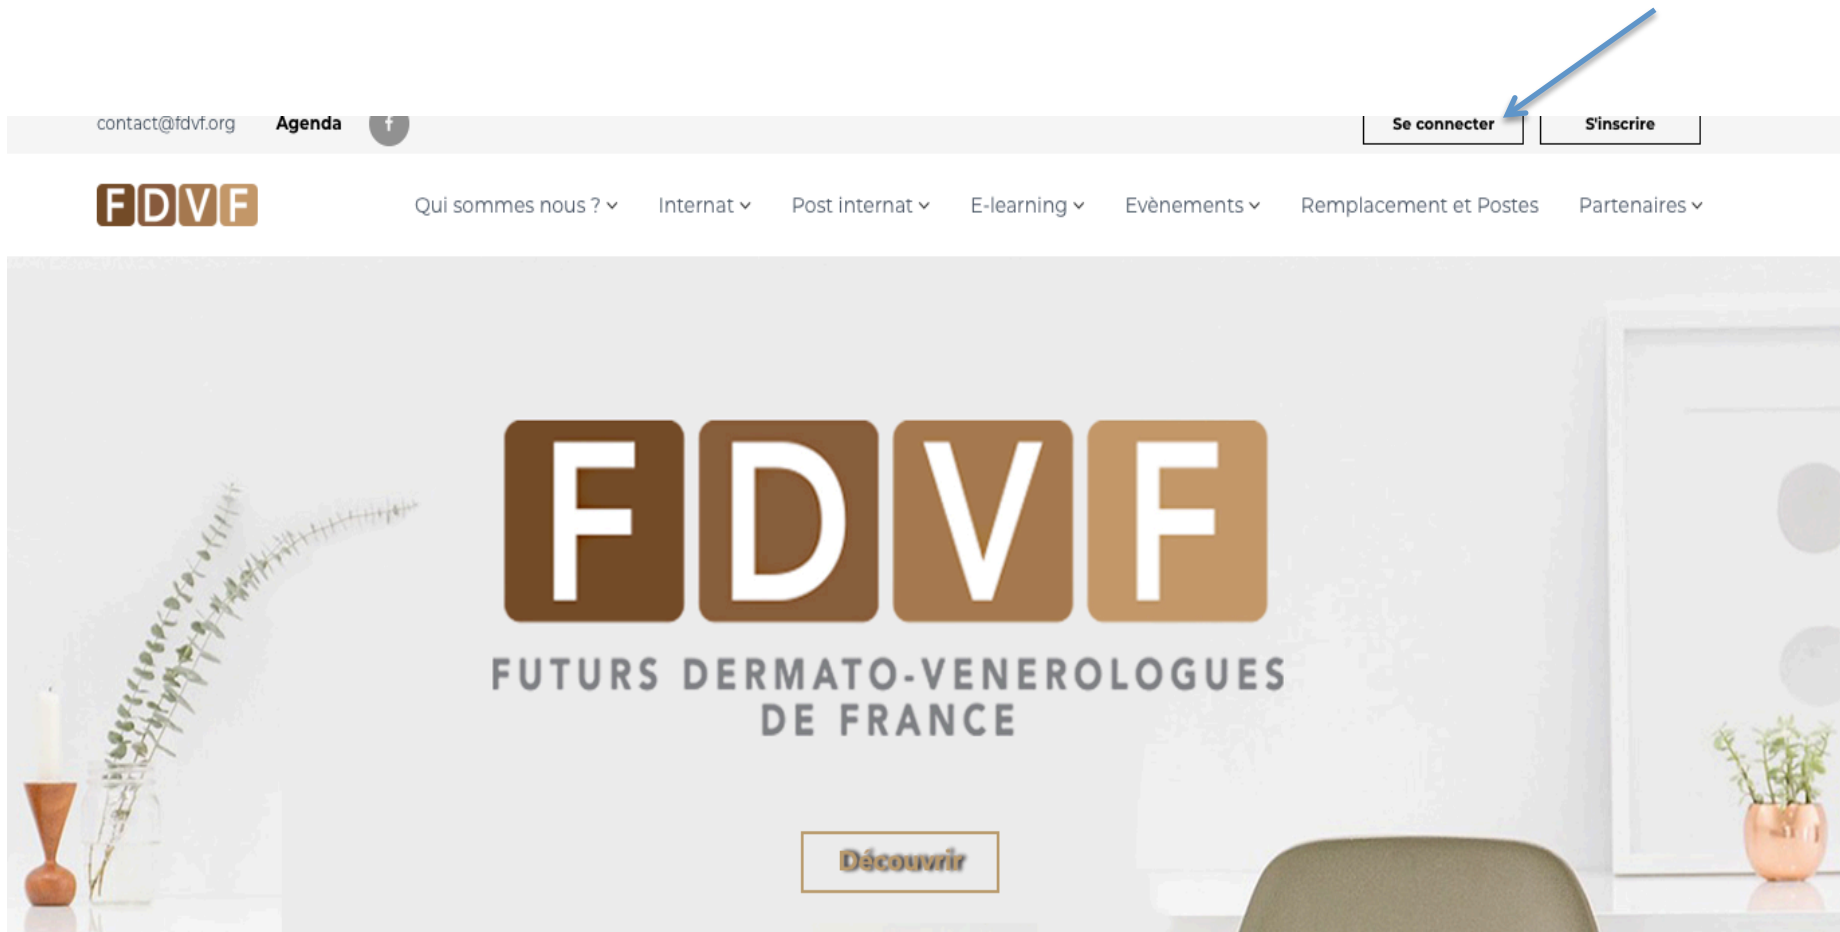 contact@fdvf.org Agenda f Se connecter S'inscrire
FDVF Qui sommes nous ? Internat Post internat E-learning Evènements Remplacement et Postes Partenaires
FDVF
FUTURS DERMATO-VENEROLOGUES
DE FRANCE
Découvrir